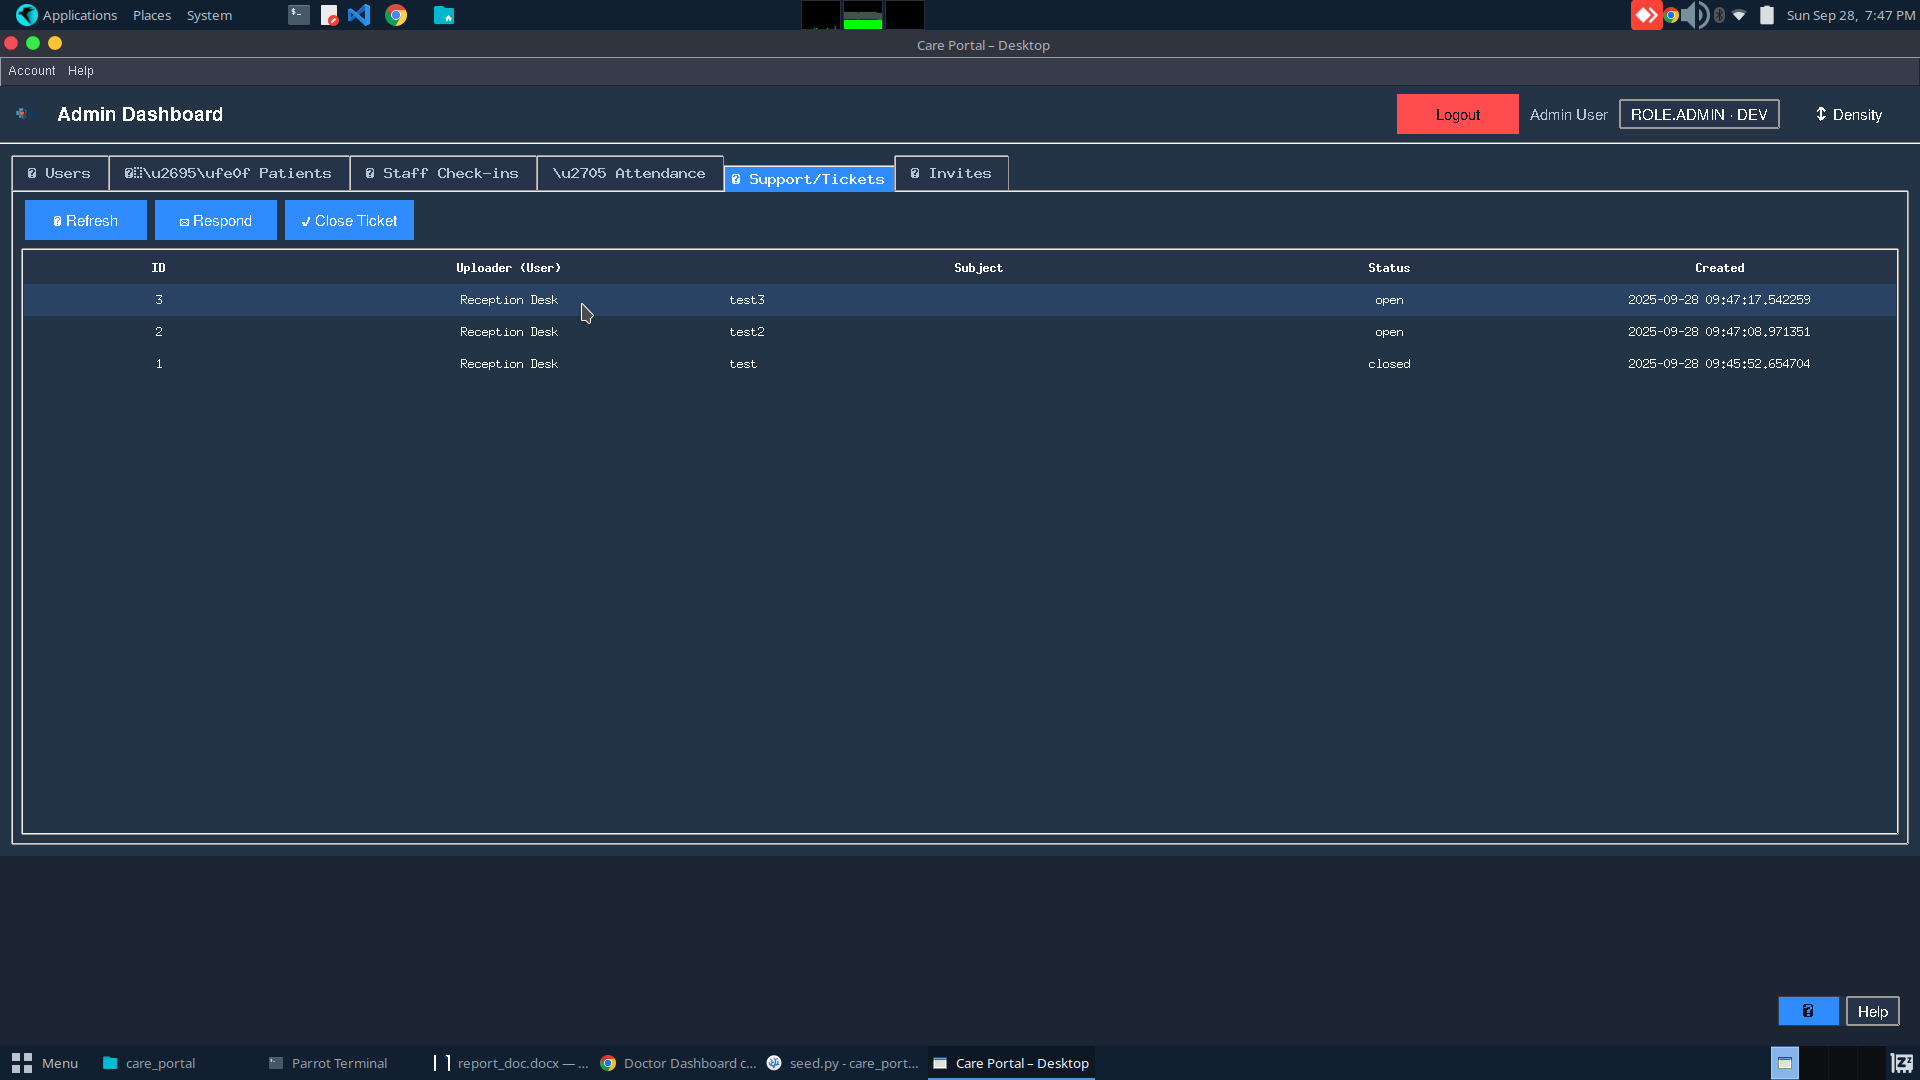 Applications Places System
Sun Sep 28, 7:47 PM
Care Portal – Desktop
Account Help
Admin Dashboard
Logout Admin User ROLE.ADMIN · DEV ↕ Density
Users \u2695\ufe0f Patients Staff Check-ins \u2705 Attendance Support/Tickets Invites
Refresh ✉ Respond ✓ Close Ticket
ID Uploader (User) Subject Status Created
3 Reception Desk test3 open 2025-09-28 09:47:17.542259
2 Reception Desk test2 open 2025-09-28 09:47:08.971351
1 Reception Desk test closed 2025-09-28 09:45:52.654704
Help
Menu care_portal Parrot Terminal report_doc.docx — ... Doctor Dashboard c... seed.py - care_port... Care Portal – Desktop